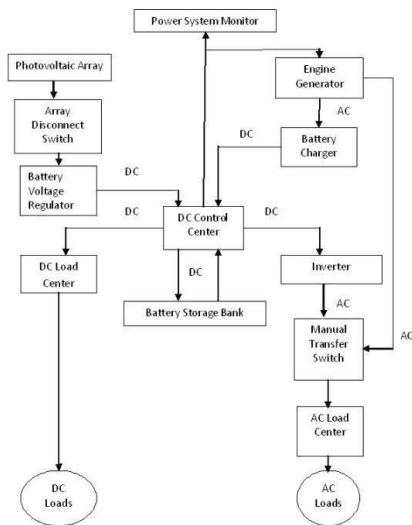 Power System Monitor
Photovoltaic Array
Engine
Generator
Array
Disconnect
Switch
AC
DC
Battery
Charger
Battery
Voltage
Regulator
DC
DC
DC Control
Center
DC
DC Load
Center
DC
Inverter
Battery Storage Bank
AC
Manual
Transfer
Switch
AC
AC Load
Center
DC
Loads
AC
Loads